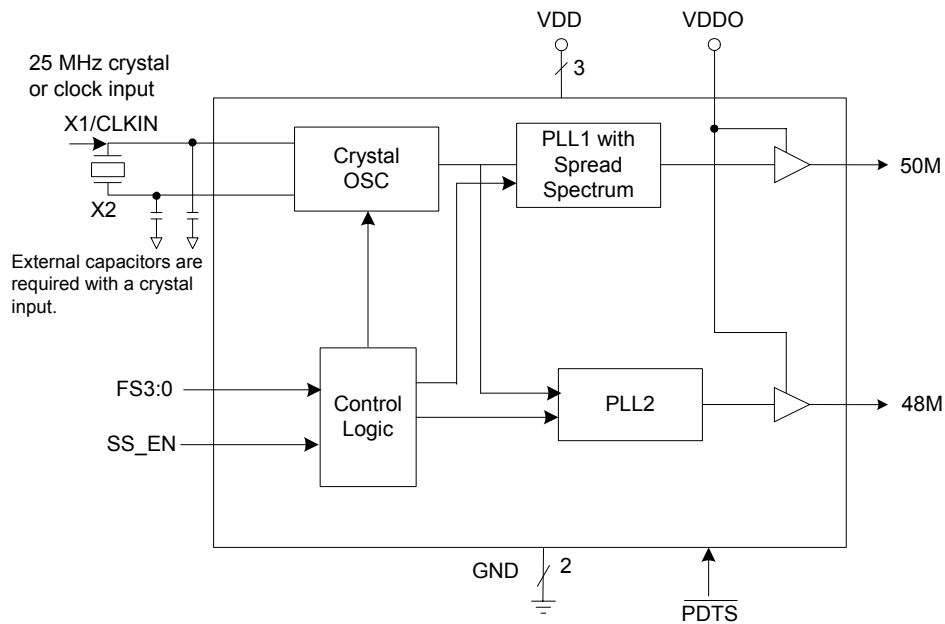 VDD
VDDO
3
25 MHz crystal
or clock input
X1/CLKIN
X2
Crystal
OSC
PLL1 with
Spread
Spectrum
50M
External capacitors are
required with a crystal
input.
FS3:0
SS_EN
Control
Logic
PLL2
48M
GND
2
PDTS